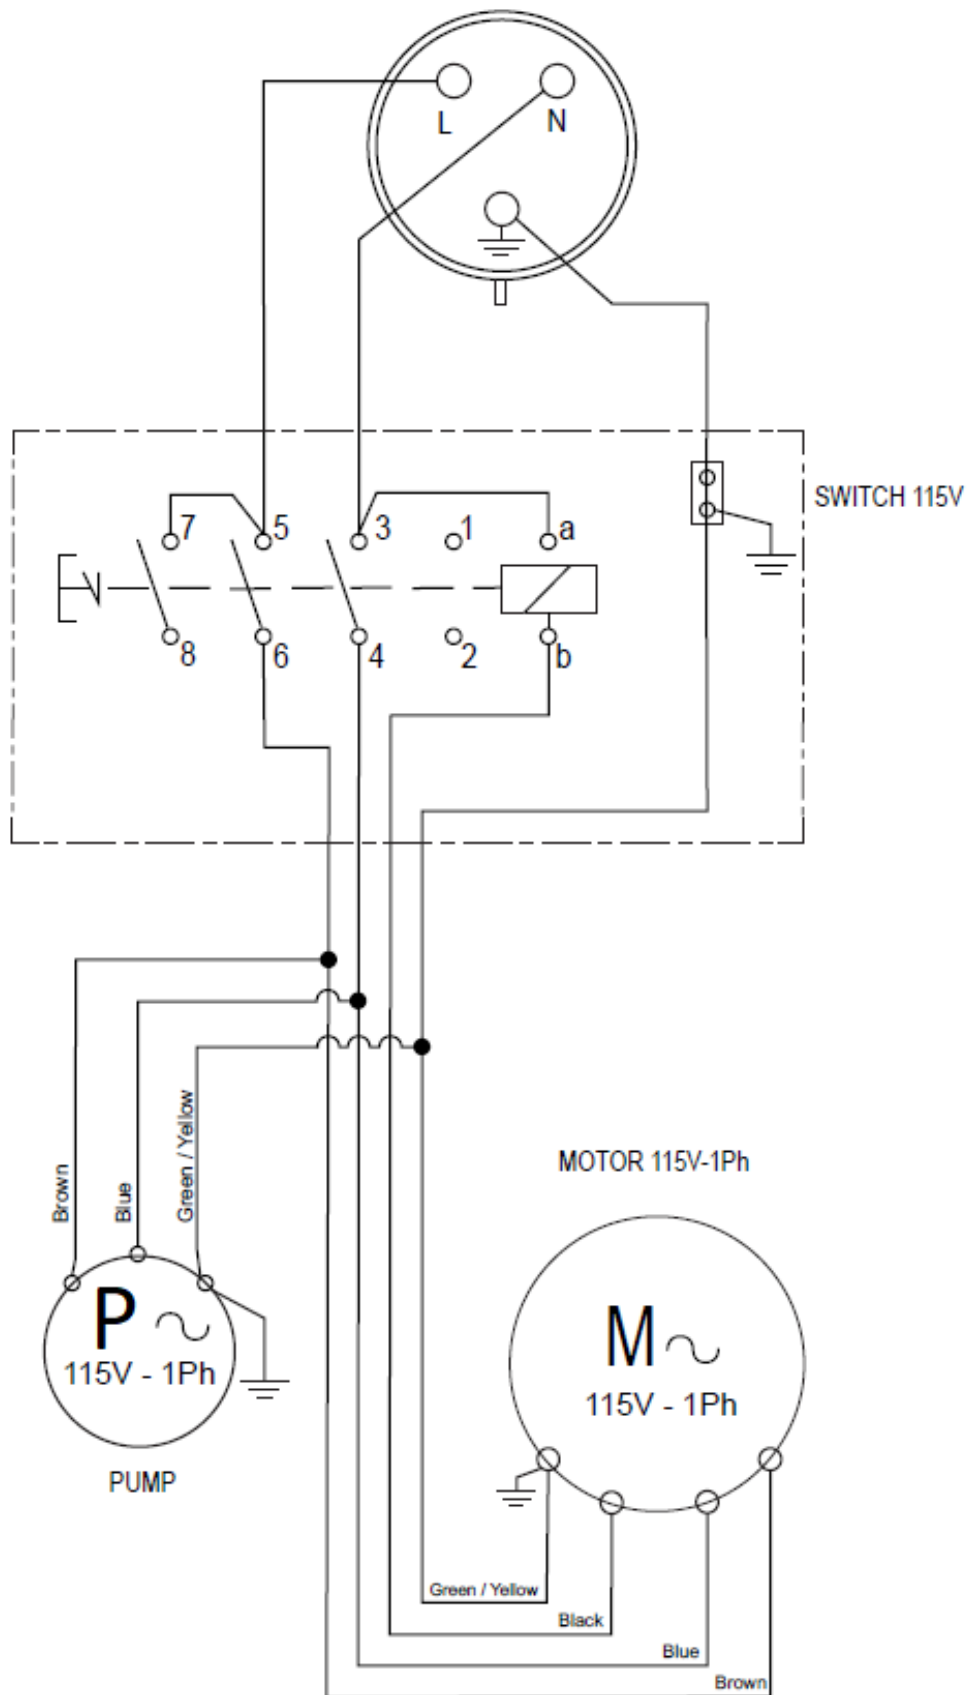 L
N
SWITCH 115V
7
5
3
1
a
8
6
4
2
b
Brown
Blue
Green / Yellow
MOTOR 115V-1Ph
P
115V - 1Ph
PUMP
M
115V - 1Ph
Green / Yellow
Black
Blue
Brown